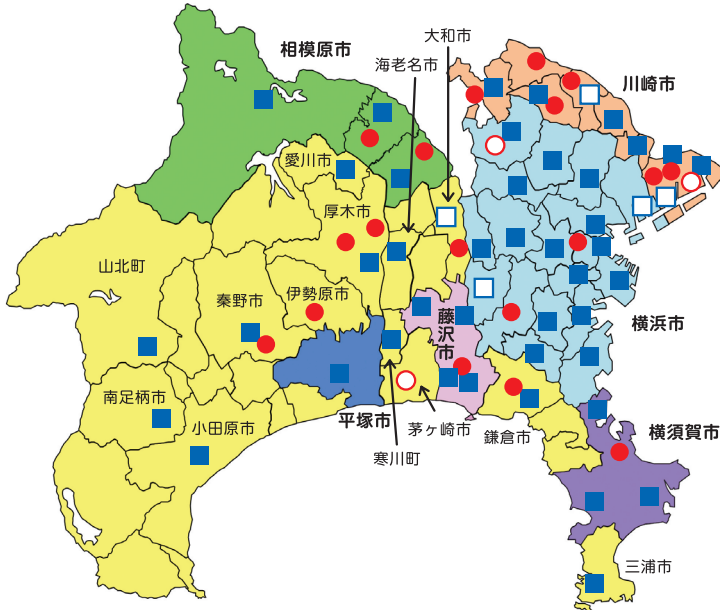 大和市
相模原市
海老名市
川崎市
愛川市
厚木市
山北町
伊勢原市
秦野市
藤沢市
横浜市
南足柄市
平塚市
小田原市
茅ヶ崎市
鎌倉市
横須賀市
寒川町
三浦市